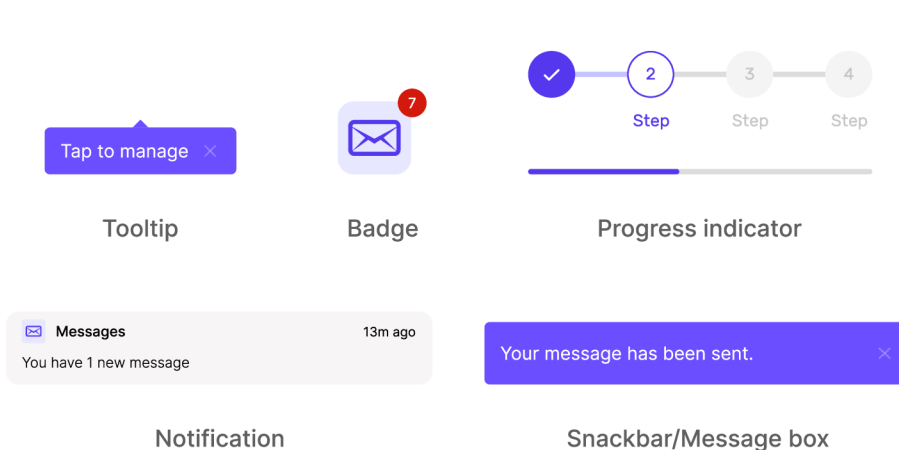 2 3 4
Step Step Step
7
Tap to manage
Tooltip Badge Progress indicator
Messages 13m ago
You have 1 new message
Your message has been sent.
Notification Snackbar/Message box